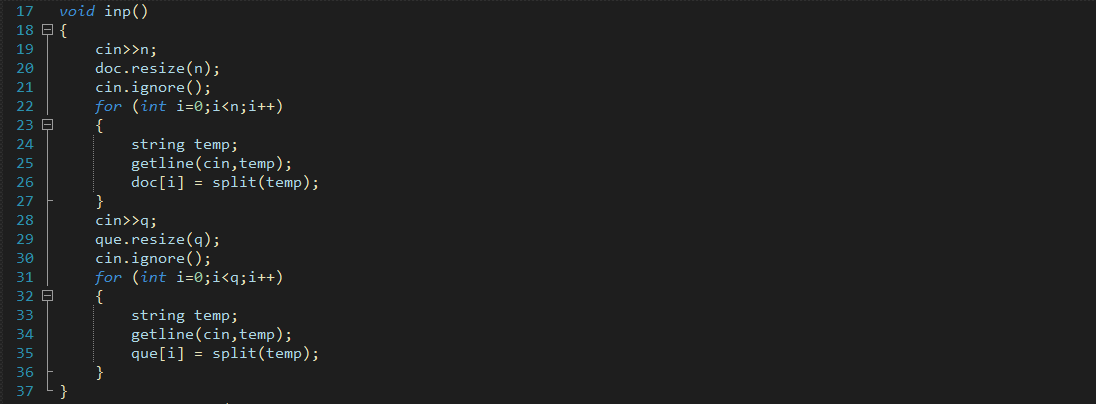 17 void inp()
18 {
19 cin>>n;
20 doc.resize(n);
21 cin.ignore();
22 for (int i=0;i<n;i++)
23 {
24 string temp;
25 getline(cin,temp);
26 doc[i] = split(temp);
27 }
28 cin>>q;
29 que.resize(q);
30 cin.ignore();
31 for (int i=0;i<q;i++)
32 {
33 string temp;
34 getline(cin,temp);
35 que[i] = split(temp);
36 }
37 }